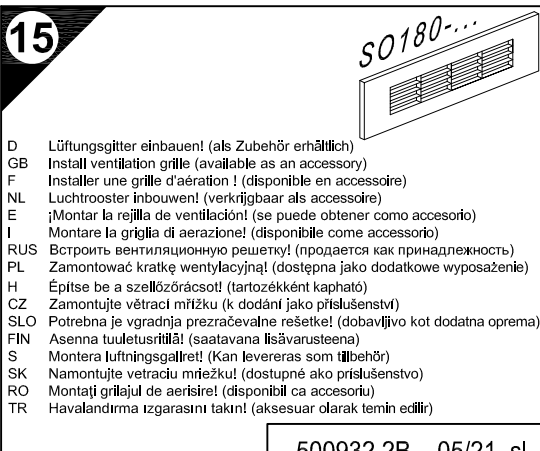 15
SO180-...
D Lüftungsgitter einbauen! (als Zubehör erhältlich)
GB Install ventilation grille (available as an accessory)
F Installer une grille d'aération ! (disponible en accessoire)
NL Luchtrooster inbouwen! (verkrijgbaar als accessoire)
E ¡Montar la rejilla de ventilación! (se puede obtener como accesorio)
I Montare la griglia di aerazione! (disponibile come accessorio)
RUS Встроить вентиляционную решетку! (продается как принадлежность)
PL Zamontować kratkę wentylacyjną! (dostępna jako dodatkowe wyposażenie)
H Építse be a szellőzőrácsot! (tartozékként kapható)
CZ Zamontujte větrací mřížku (k dodání jako příslušenství)
SLO Potrebna je vgradnja prezračevalne rešetke! (dobavljivo kot dodatna oprema)
FIN Asenna tuuletusritilä! (saatavana lisävarusteena)
S Montera luftningsgallret! (Kan levereras som tillbehör)
SK Namontujte vetraciu mriežku! (dostupné ako príslušenstvo)
RO Montaţi grilajul de aerisire! (disponibil ca accesoriu)
TR Havalandırma ızgarasını takın! (aksesuar olarak temin edilir)
500932.2B 05/21 sl